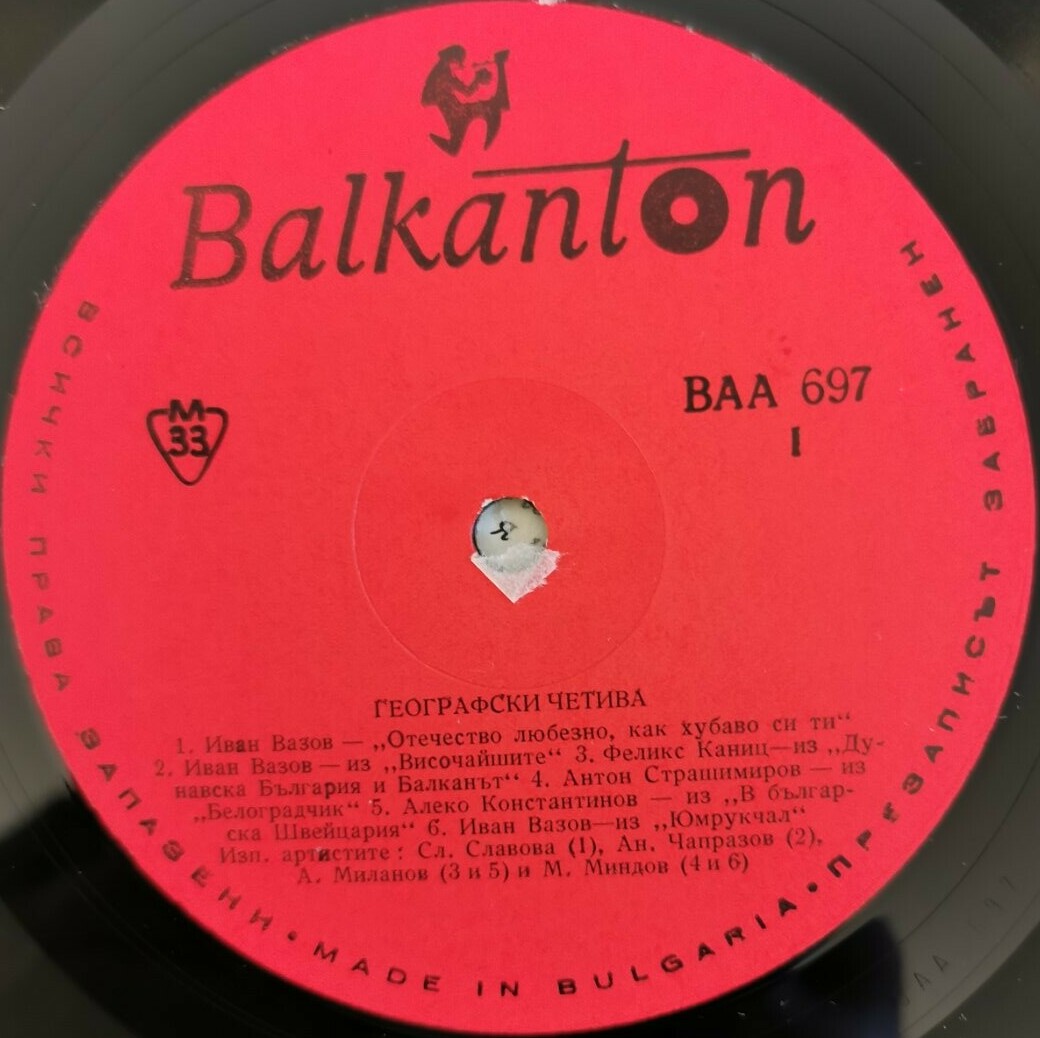 Balkanton
ВАА 697
I
М
33
ГЕОГРАФСКИ ЧЕТИВА
1. Иван Вазов — „Отечество любезно, как хубаво си ти“
2. Иван Вазов — из „Височайшите“ 3. Феликс Каниц—из „Ду-
навска България и Балканът“ 4. Антон Страшимиров — из
„Белоградчик“ 5. Алеко Константинов — из „В българ-
ска Швейцария“ 6. Иван Вазов—из „Юмрукчал“
Изп. артистите: Сл. Славова (1), Ан. Чапразов (2),
А. Миланов (3 и 5) и М. Миндов (4 и 6)
ВСИЧКИ ПРАВА ЗАПАЗЕНИ • MADE IN BULGARIA • ПРЕЗАПИСЪТ ЗАБРАНЕН